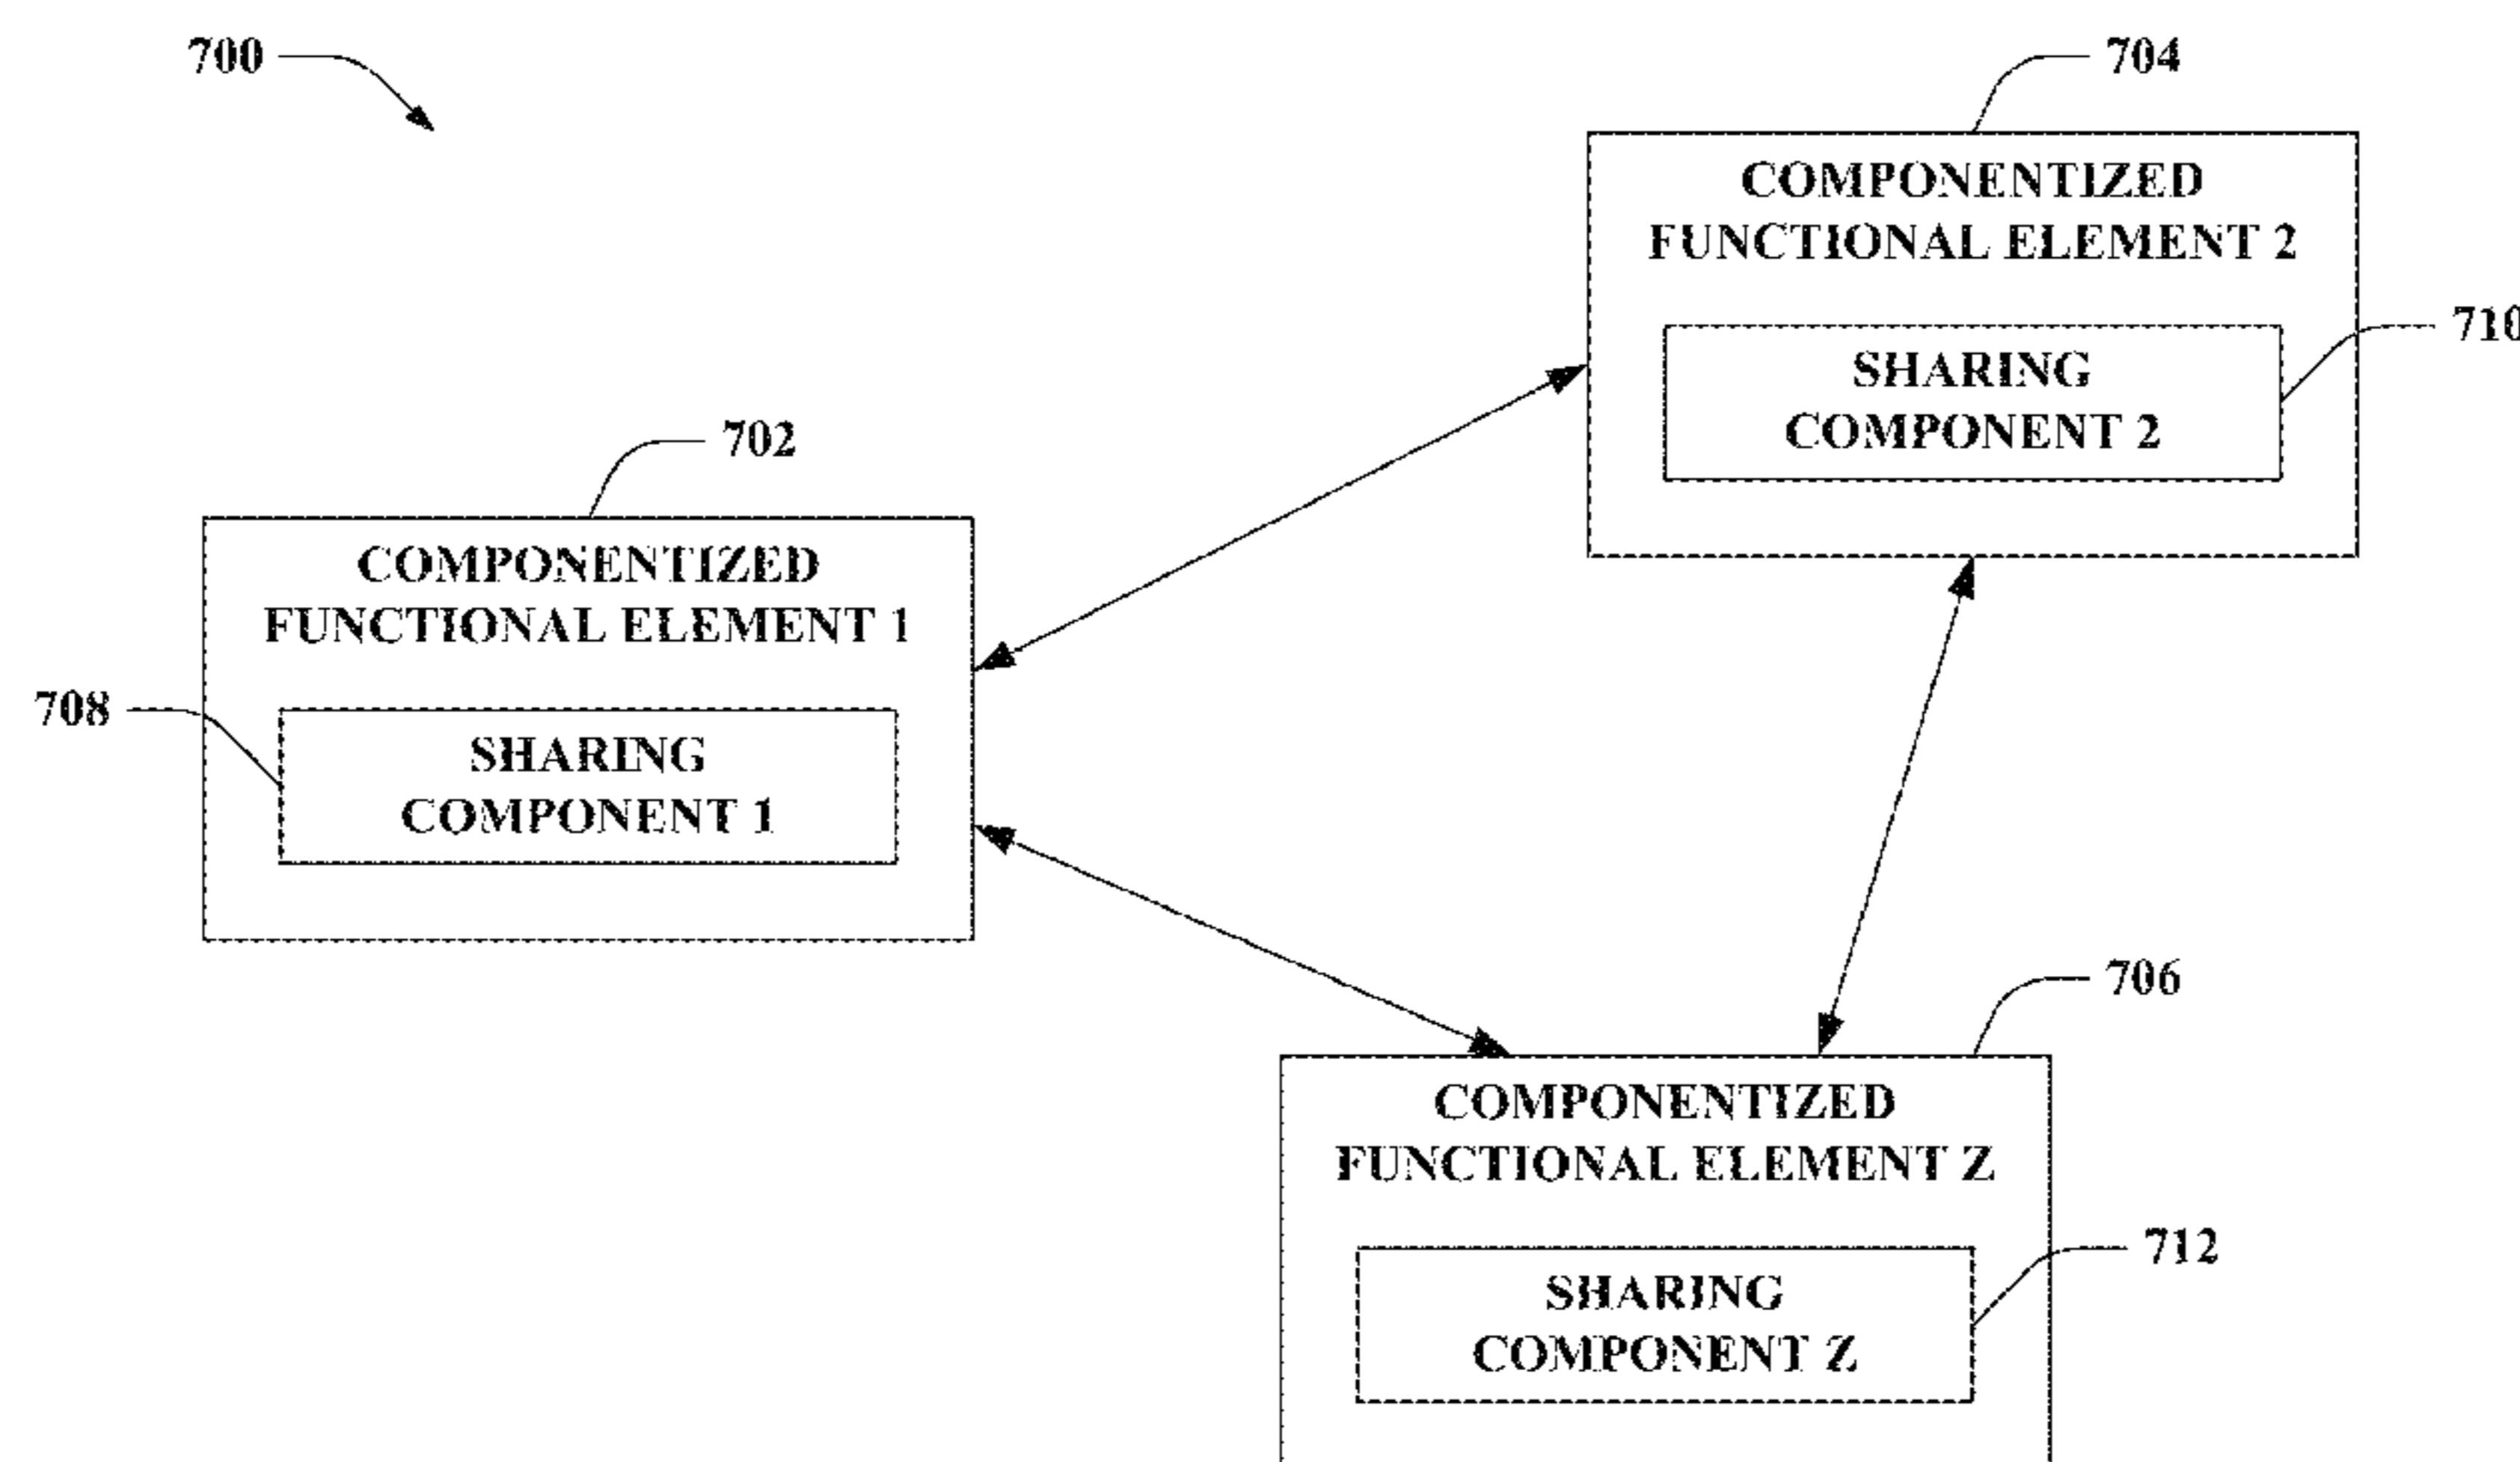 700
704
COMPONENTIZED
FUNCTIONAL ELEMENT 2
710
SHARING
COMPONENT 2
702
COMPONENTIZED
FUNCTIONAL ELEMENT 1
708
SHARING
COMPONENT 1
706
COMPONENTIZED
FUNCTIONAL ELEMENT Z
712
SHARING
COMPONENT Z